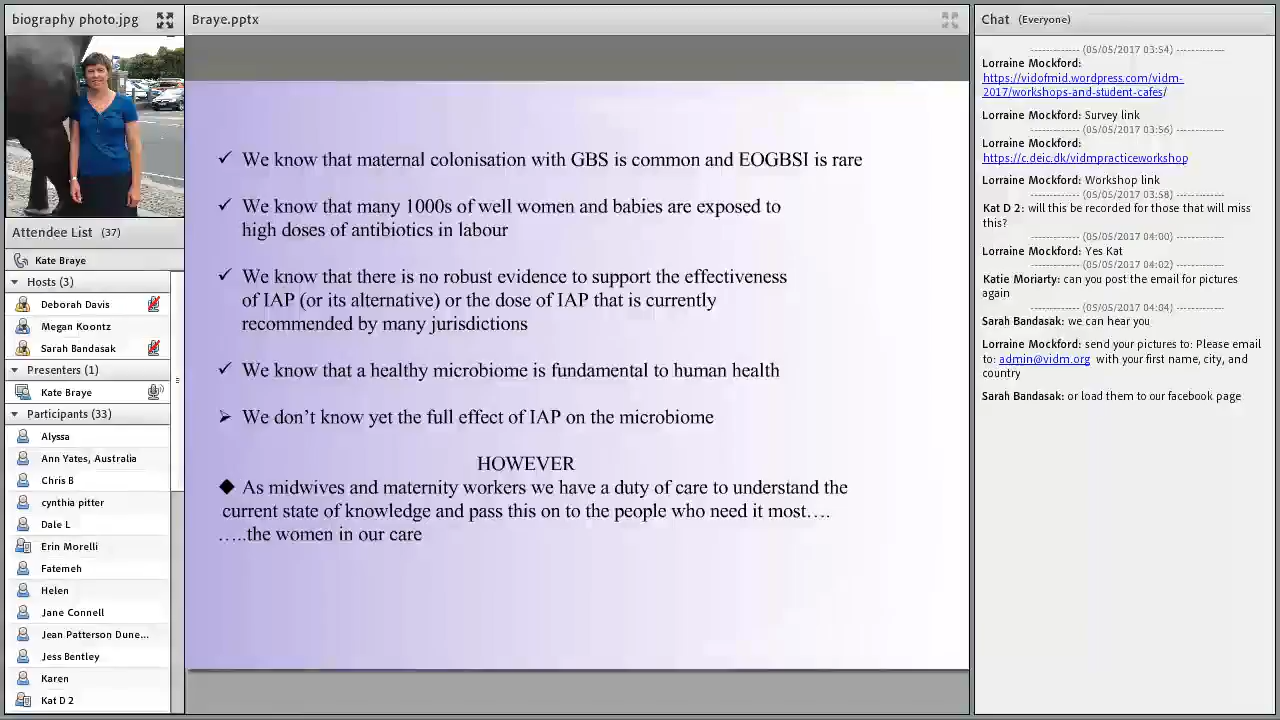 biography photo.jpg
Attendee List (37)
Kate Braye
Hosts (3)
Deborah Davis
Megan Koontz
Sarah Bandasak
Presenters (1)
Kate Braye
Participants (33)
Alyssa
Ann Yates, Australia
Chris B
cynthia pitter
Dale L
Erin Morelli
Fatemeh
Helen
Jane Connell
Jean Patterson Dune...
Jess Bentley
Karen
Kat D 2
Braye.pptx
✓ We know that maternal colonisation with GBS is common and EOGBSI is rare
✓ We know that many 1000s of well women and babies are exposed to
high doses of antibiotics in labour
✓ We know that there is no robust evidence to support the effectiveness
of IAP (or its alternative) or the dose of IAP that is currently
recommended by many jurisdictions
✓ We know that a healthy microbiome is fundamental to human health
➢ We don't know yet the full effect of IAP on the microbiome
HOWEVER
◆ As midwives and maternity workers we have a duty of care to understand the
current state of knowledge and pass this on to the people who need it most….
…..the women in our care
Chat (Everyone)
------------- (05/05/2017 03:54) -------------
Lorraine Mockford:
https://vidofmid.wordpress.com/vidm-
2017/workshops-and-student-cafes/
Lorraine Mockford: Survey link
------------- (05/05/2017 03:56) -------------
Lorraine Mockford:
https://c.deic.dk/vidmpracticeworkshop
Lorraine Mockford: Workshop link
------------- (05/05/2017 03:58) -------------
Kat D 2: will this be recorded for those that will miss
this?
------------- (05/05/2017 04:00) -------------
Lorraine Mockford: Yes Kat
------------- (05/05/2017 04:02) -------------
Katie Moriarty: can you post the email for pictures
again
------------- (05/05/2017 04:04) -------------
Sarah Bandasak: we can hear you
Lorraine Mockford: send your pictures to: Please email
to: admin@vidm.org with your first name, city, and
country
Sarah Bandasak: or load them to our facebook page